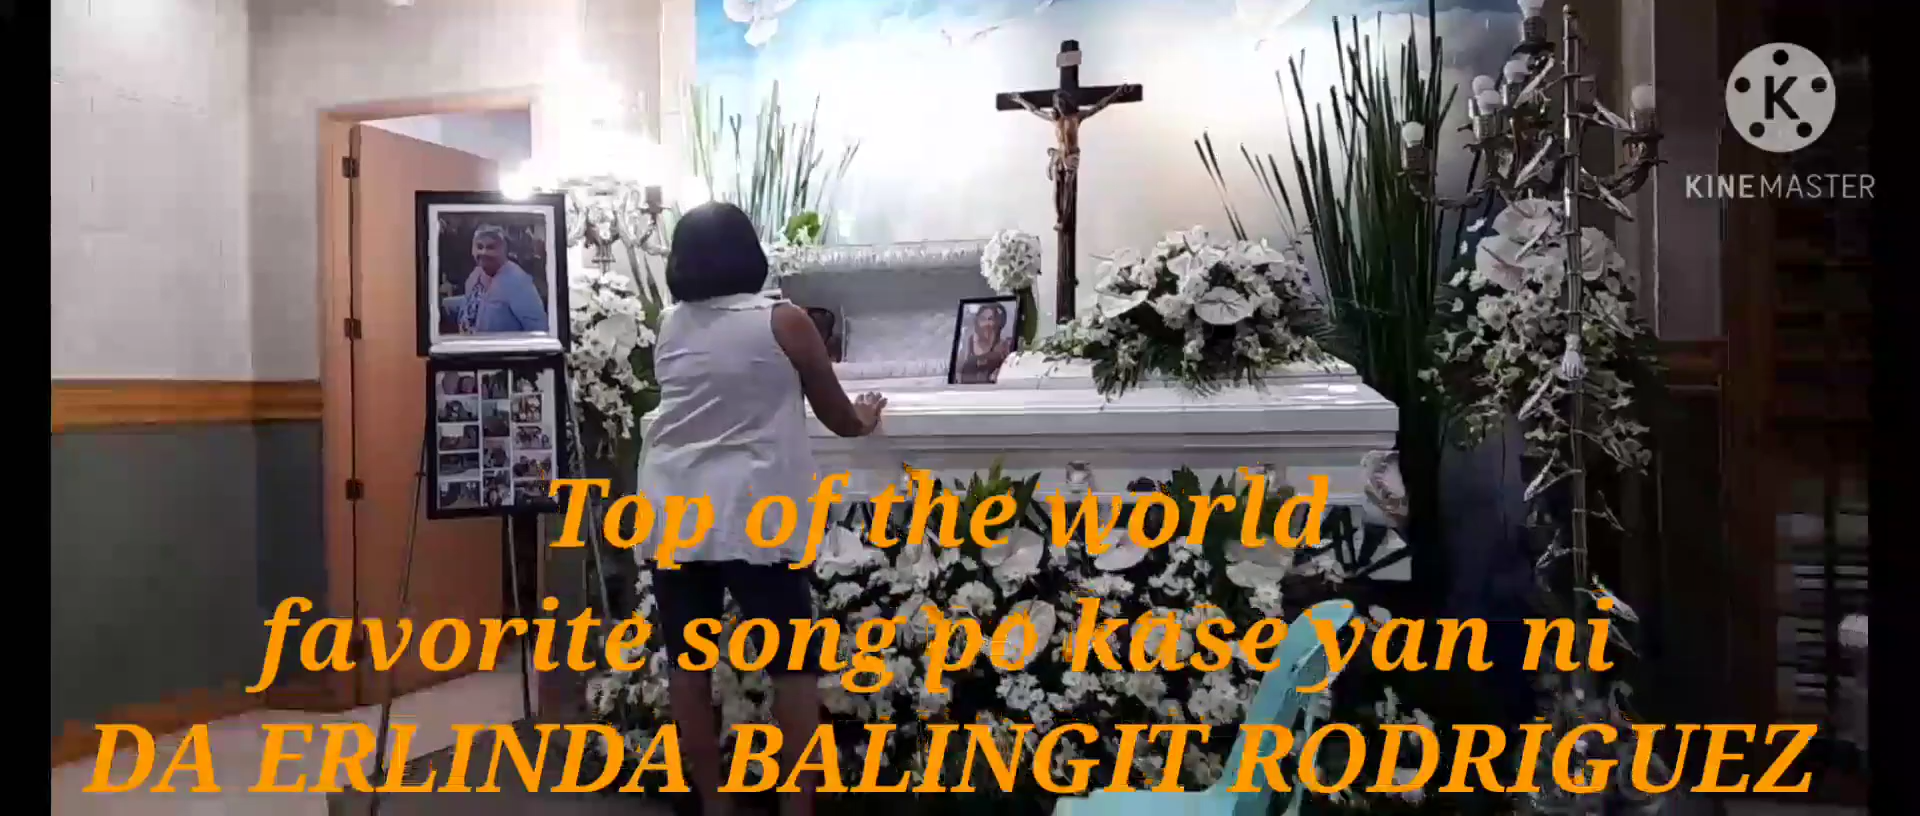 K
KINEMASTER
Top of the world
favorite song po kase yan ni
DA ERLINDA BALINGIT RODRIGUEZ